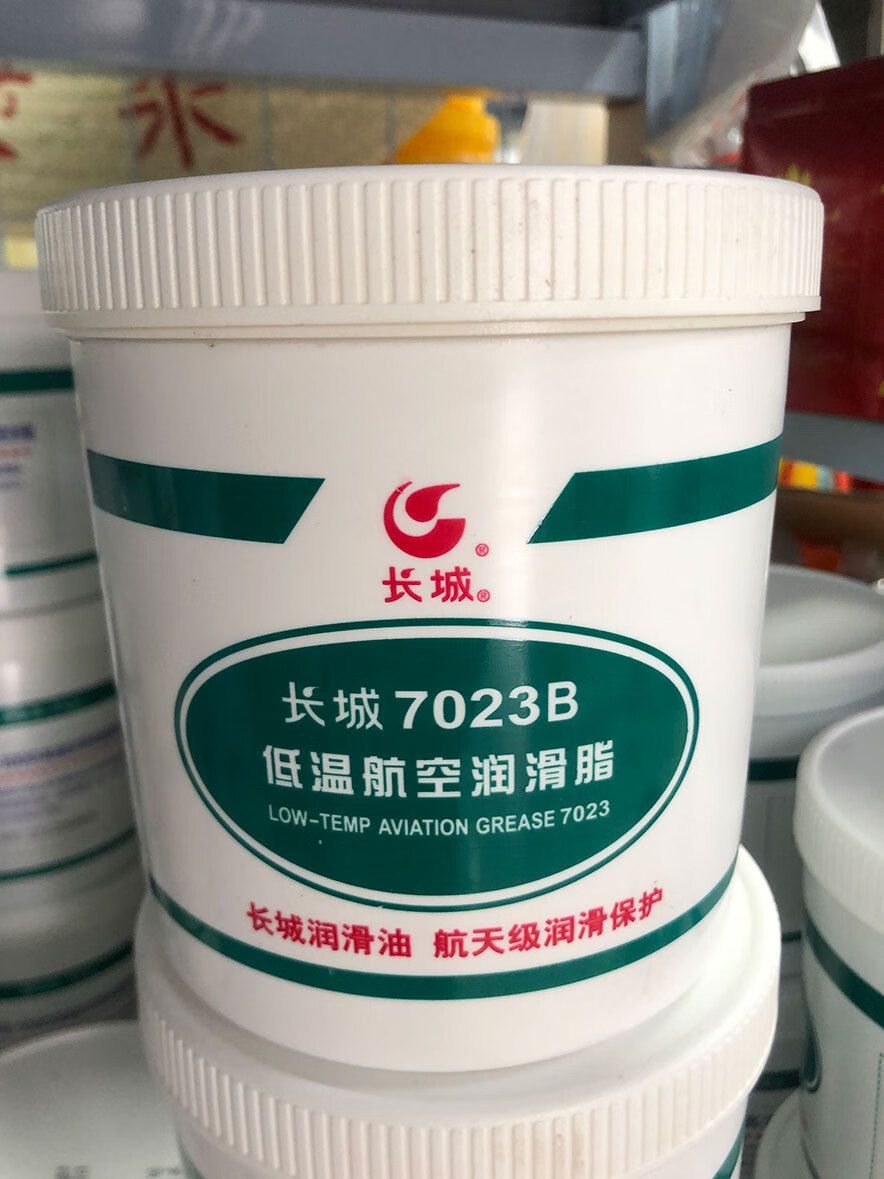 米
长城®
长城 7023B
低温航空润滑脂
LOW-TEMP AVIATION GREASE 7023
长城润滑油 航天级润滑保护